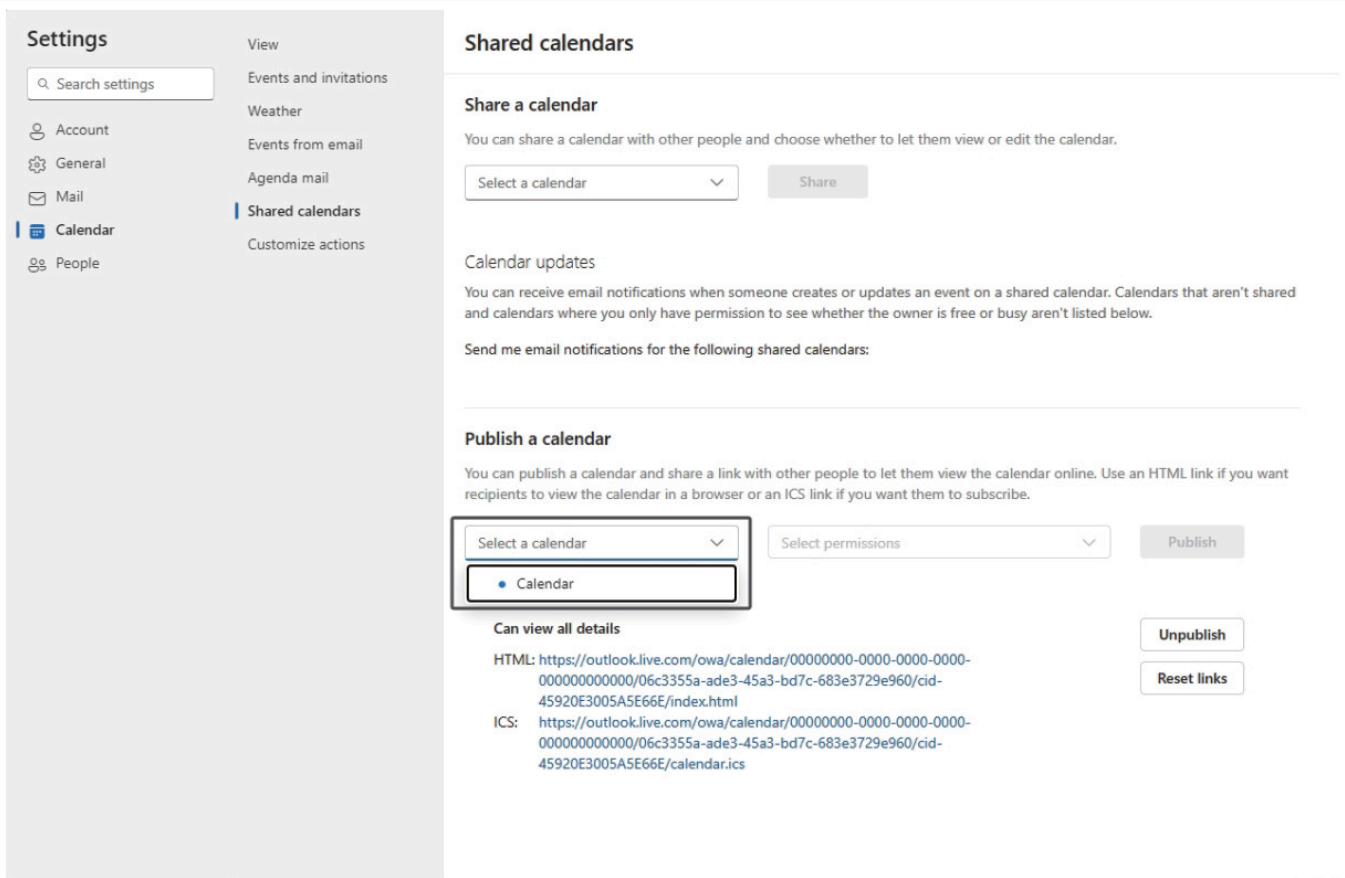 Settings
Search settings
Account
General
Mail
Calendar
People
View
Events and invitations
Weather
Events from email
Agenda mail
Shared calendars
Customize actions
Shared calendars
Share a calendar
You can share a calendar with other people and choose whether to let them view or edit the calendar.
Select a calendar
Share
Calendar updates
You can receive email notifications when someone creates or updates an event on a shared calendar. Calendars that aren't shared
and calendars where you only have permission to see whether the owner is free or busy aren't listed below.
Send me email notifications for the following shared calendars:
Publish a calendar
You can publish a calendar and share a link with other people to let them view the calendar online. Use an HTML link if you want
recipients to view the calendar in a browser or an ICS link if you want them to subscribe.
Select a calendar
Select permissions
Publish
Calendar
Can view all details
Unpublish
HTML: https://outlook.live.com/owa/calendar/00000000-0000-0000-0000-
000000000000/06c3355a-ade3-45a3-bd7c-683e3729e960/cid-
45920E3005A5E66E/index.html
Reset links
ICS: https://outlook.live.com/owa/calendar/00000000-0000-0000-0000-
000000000000/06c3355a-ade3-45a3-bd7c-683e3729e960/cid-
45920E3005A5E66E/calendar.ics